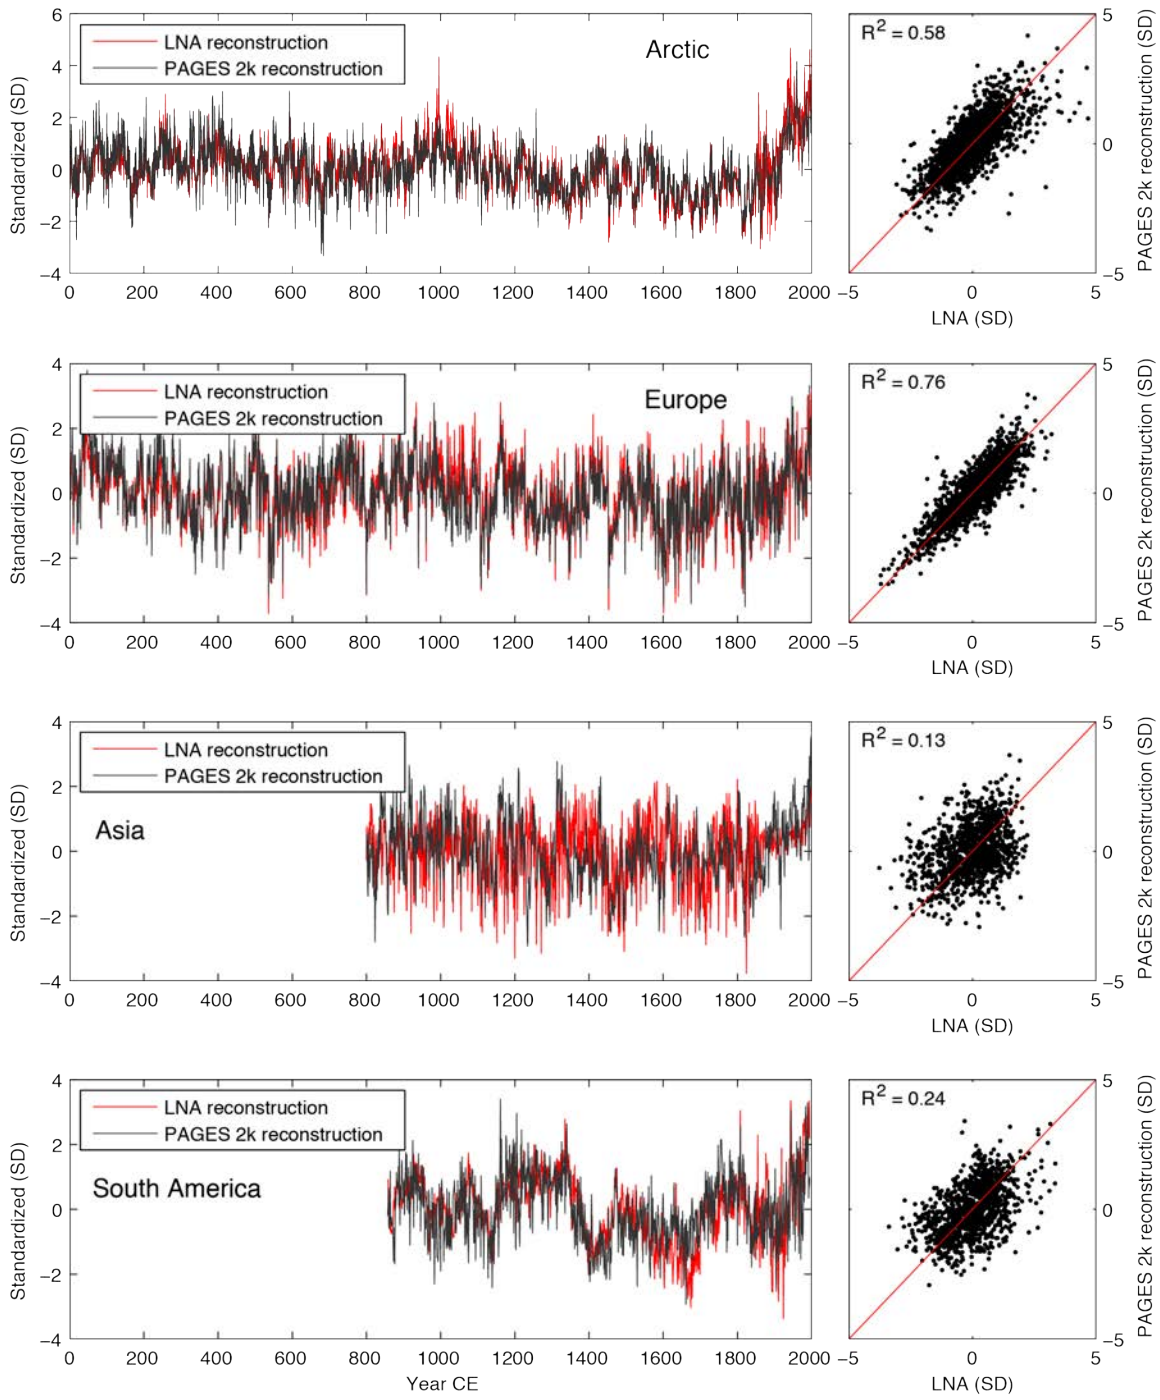 6
4
2
0
−2
−4
Standardized (SD)
LNA reconstruction
PAGES 2k reconstruction
Arctic
0 200 400 600 800 1000 1200 1400 1600 1800 2000
R² = 0.58
5
0
−5
PAGES 2k reconstruction (SD)
−5 0 5
LNA (SD)
4
2
0
−2
−4
Standardized (SD)
LNA reconstruction
PAGES 2k reconstruction
Europe
0 200 400 600 800 1000 1200 1400 1600 1800 2000
R² = 0.76
5
0
−5
PAGES 2k reconstruction (SD)
−5 0 5
LNA (SD)
4
2
0
−2
−4
Standardized (SD)
LNA reconstruction
PAGES 2k reconstruction
Asia
0 200 400 600 800 1000 1200 1400 1600 1800 2000
R² = 0.13
5
0
−5
PAGES 2k reconstruction (SD)
−5 0 5
LNA (SD)
4
2
0
−2
−4
Standardized (SD)
LNA reconstruction
PAGES 2k reconstruction
South America
0 200 400 600 800 1000 1200 1400 1600 1800 2000
Year CE
R² = 0.24
5
0
−5
PAGES 2k reconstruction (SD)
−5 0 5
LNA (SD)